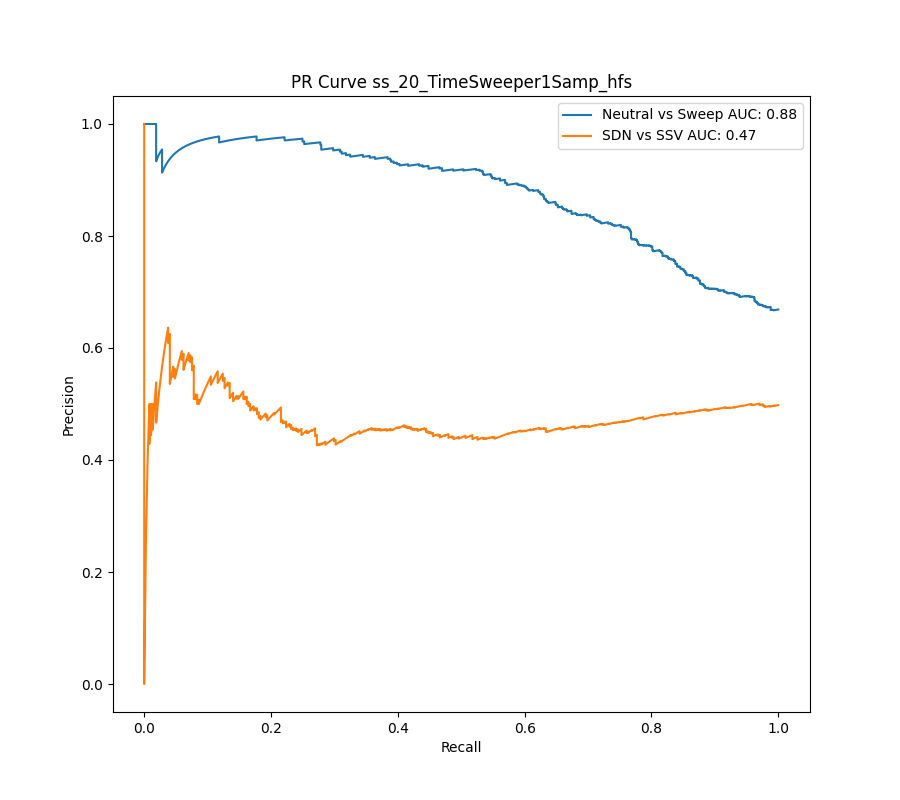 PR Curve ss_20_TimeSweeper1Samp_hfs
Neutral vs Sweep AUC: 0.88
SDN vs SSV AUC: 0.47
1.0
0.8
0.6
0.4
0.2
0.0
Precision
0.0 0.2 0.4 0.6 0.8 1.0
Recall